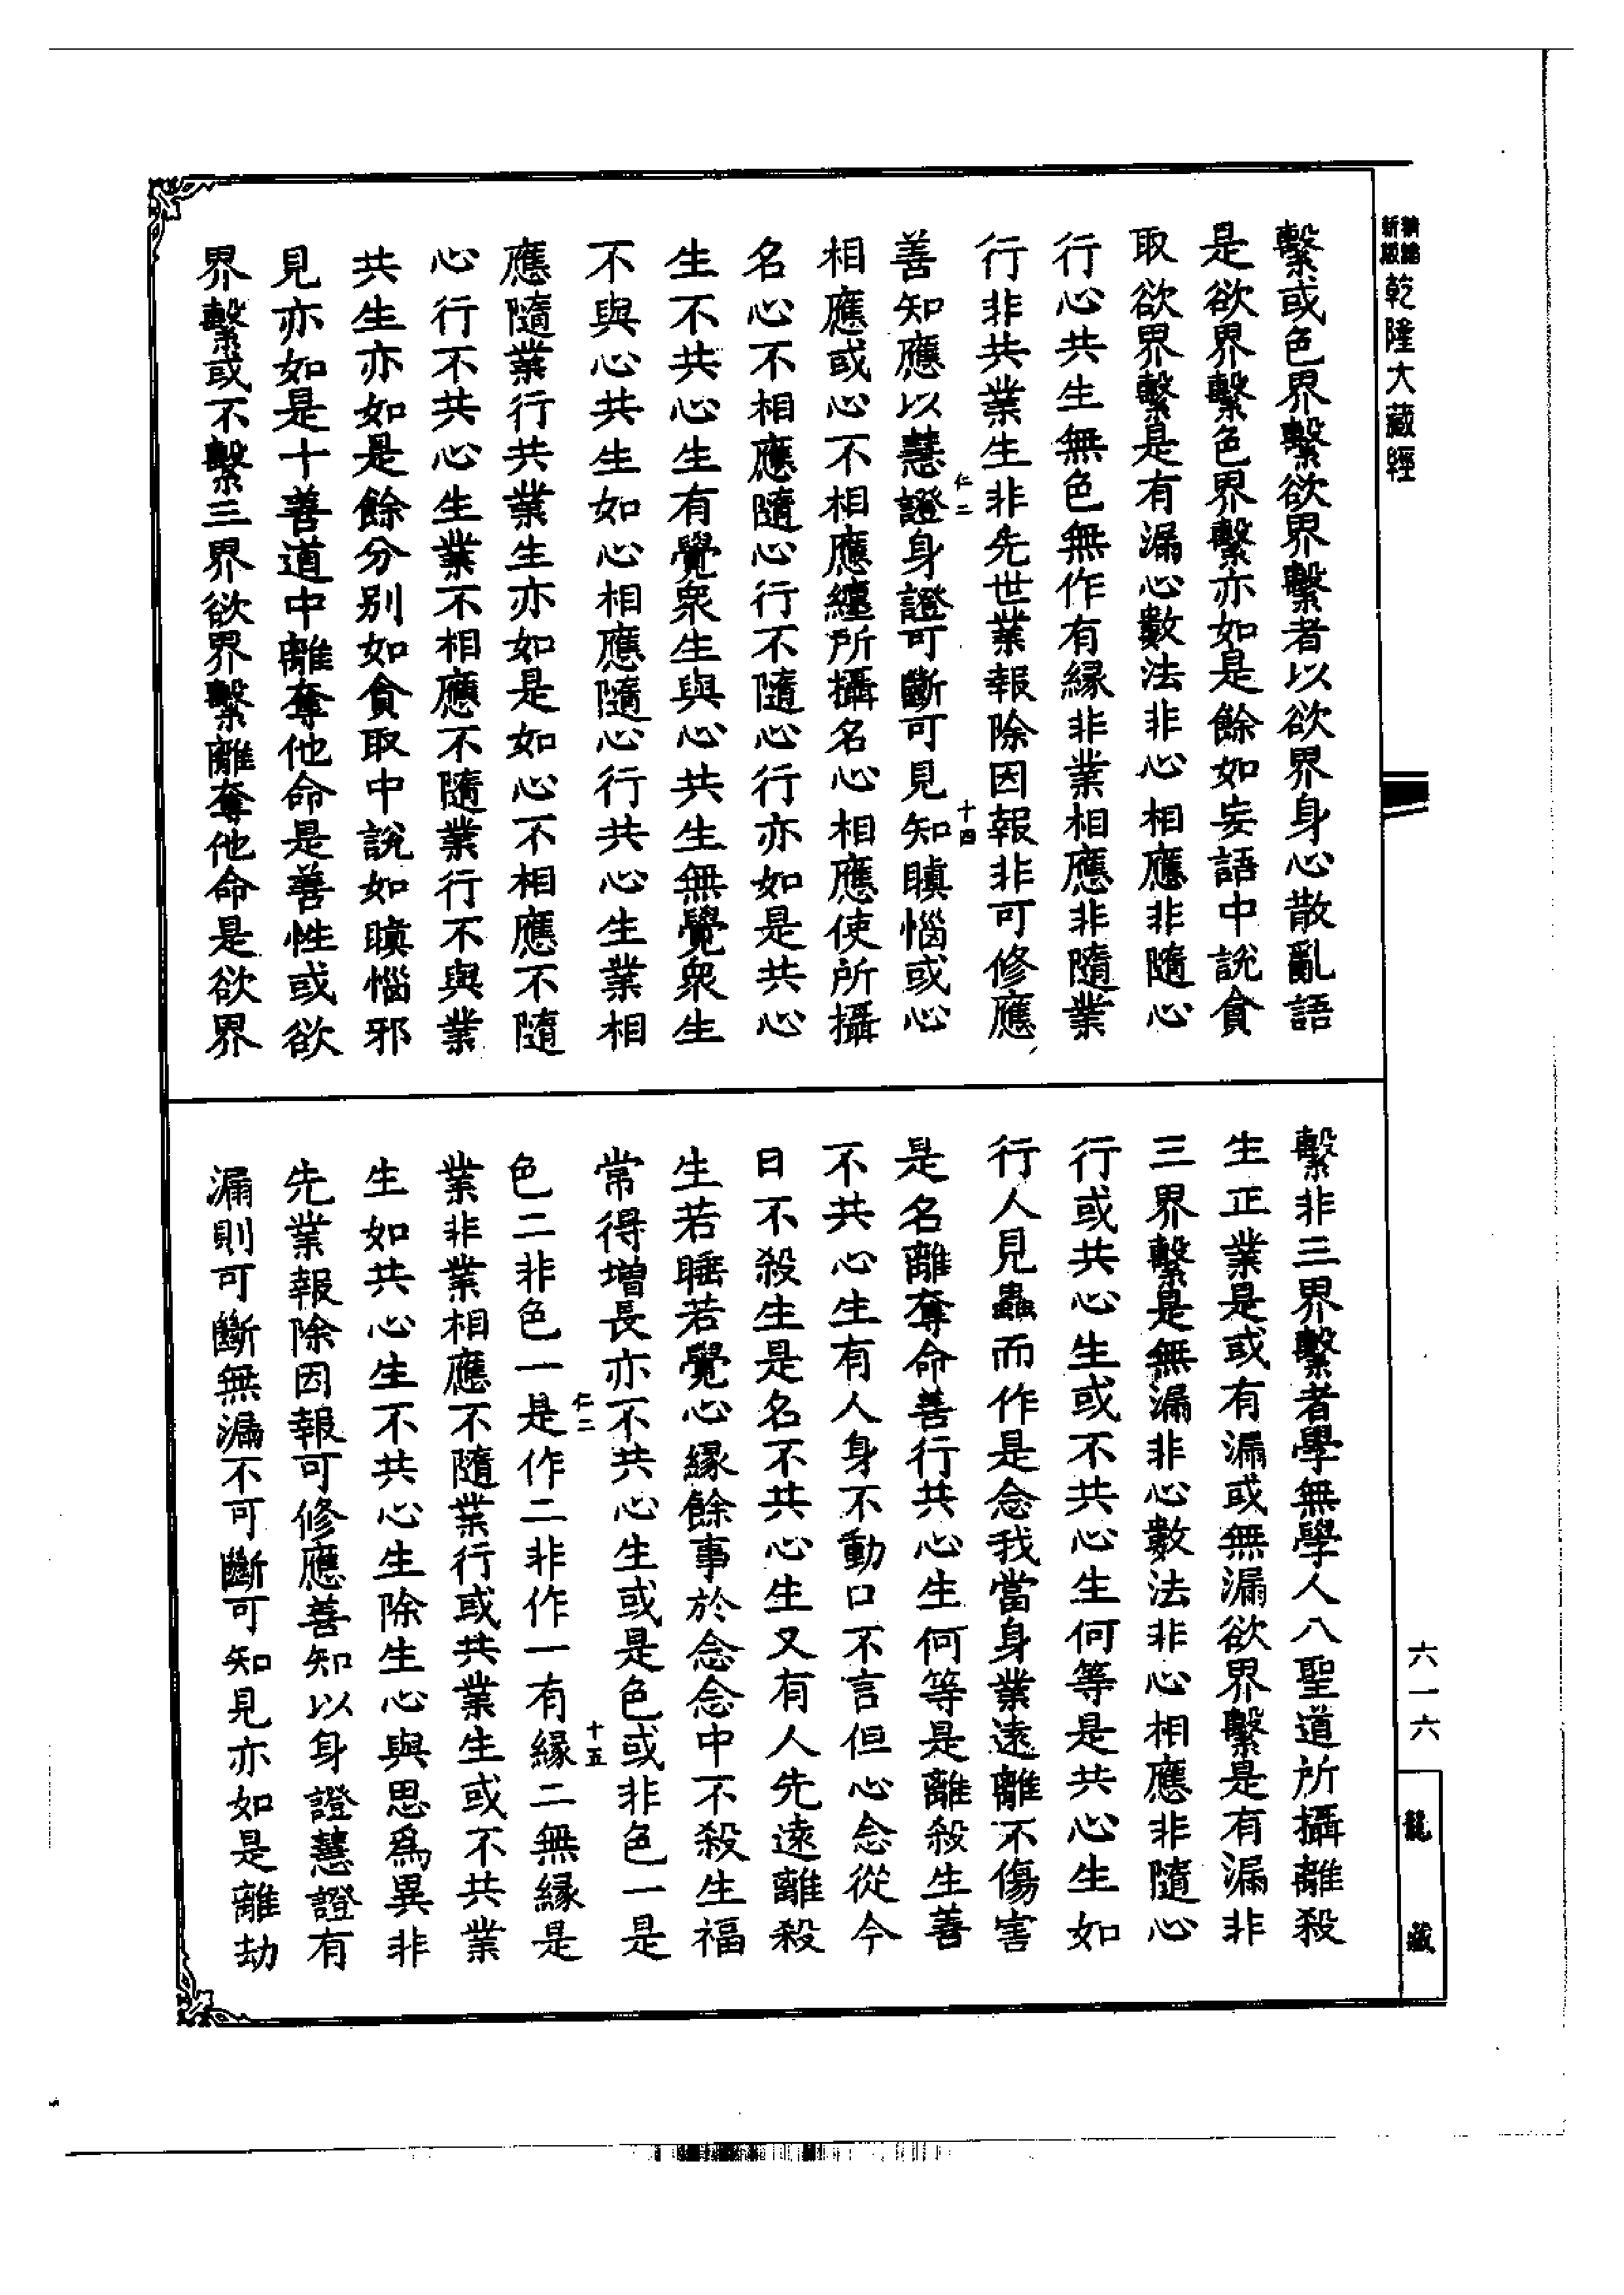 新版
乾隆大藏經
繫或色界繫欲界繫者以欲界身心散亂語
是欲界繫色界繫亦如是餘如妄語中說貪
取欲界繫是有漏心數法非心相應非隨心
行心共生無色無作有緣非業相應非隨業
行非共業生非先世業報除因報非可修應
仁二
十四
善知應以慧證身證可斷可見知瞋惱或心
相應或心不相應纏所攝名心相應使所攝
名心不相應隨心行不隨心行亦如是共心
生不共心生有覺衆生與心共生無覺衆生
不與心共生如心相應隨心行共心生業相
應隨業行共業生亦如是如心不相應不隨
心行不共心生業不相應不隨業行不與業
共生亦如是餘分別如貪取中說如瞋惱邪
見亦如是十善道中離奪他命是善性或欲
界繫或不繫三界欲界繫離奪他命是欲界
繫非三界繫者學無學人八聖道所攝離殺
生正業是或有漏或無漏欲界繫是有漏非
三界繫是無漏非心數法非心相應非隨心
行或共心生或不共心生何等是共心生如
行人見蟲而作是念我當身業遠離不傷害
是名離奪命善行共心生何等是離殺生善
不共心生有人身不動口不言但心念從今
日不殺生是名不共心生又有人先遠離殺
生若睡若覺心緣餘事於念念中不殺生福
常得增長亦不共心生或是色或非色一是
仁二
十五
色二非色一是作二非作一有緣二無緣是
業非業相應不隨業行或共業生或不共業
生如共心生不共心生除生心與思爲異非
先業報除因報可修應善知以身證慧證有
漏則可斷無漏不可斷可知見亦如是離劫
六一六
龍藏